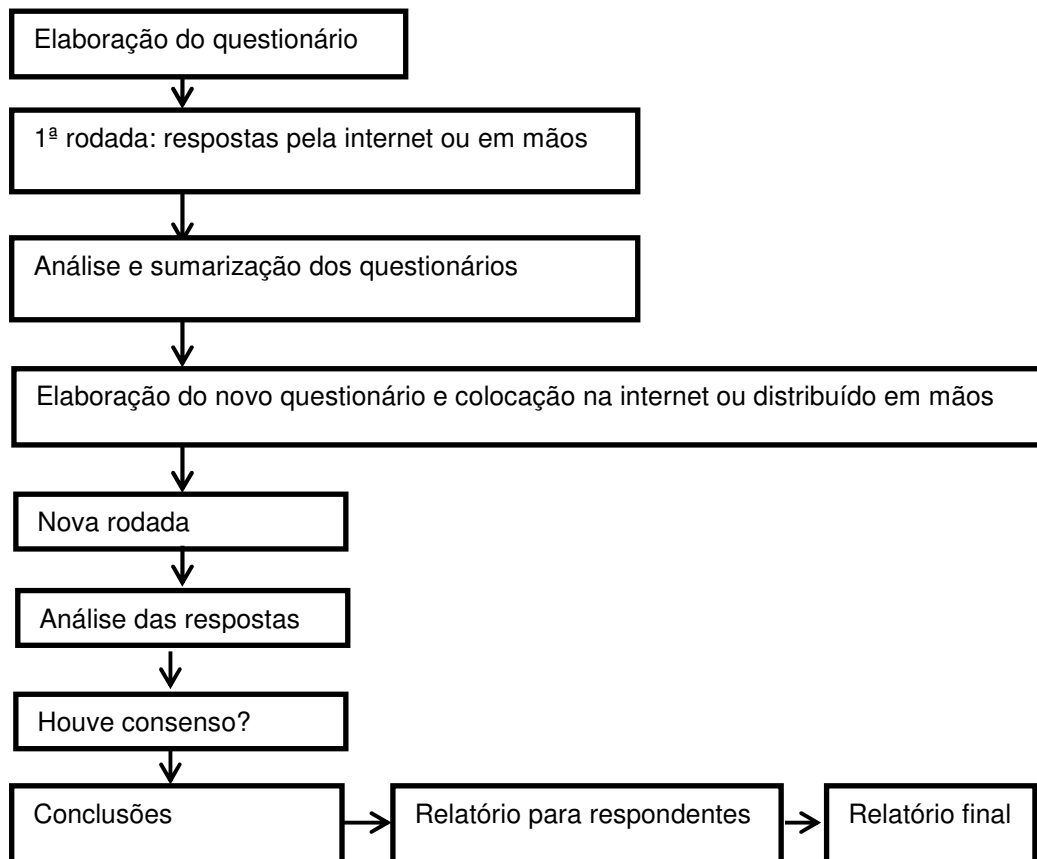 Elaboração do questionário
1ª rodada: respostas pela internet ou em mãos
Análise e sumarização dos questionários
Elaboração do novo questionário e colocação na internet ou distribuído em mãos
Nova rodada
Análise das respostas
Houve consenso?
Conclusões
Relatório para respondentes
Relatório final